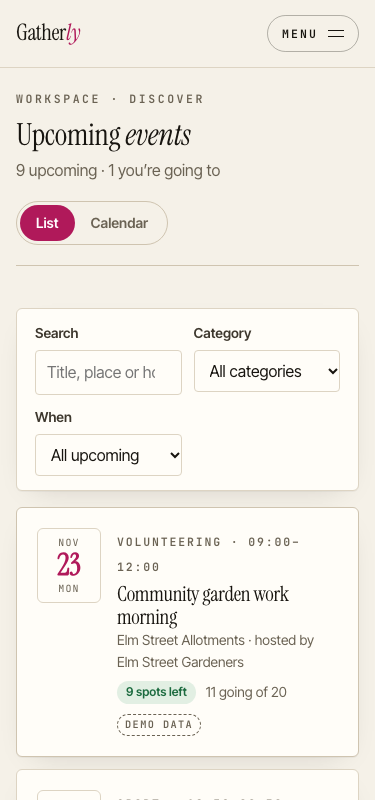 Gatherly
MENU
WORKSPACE · DISCOVER
Upcoming events
9 upcoming · 1 you’re going to
List
Calendar
Search
Category
Title, place or ho
All categories
When
All upcoming
NOV
23
MON
VOLUNTEERING · 09:00–
12:00
Community garden work
morning
Elm Street Allotments · hosted by
Elm Street Gardeners
9 spots left
11 going of 20
DEMO DATA